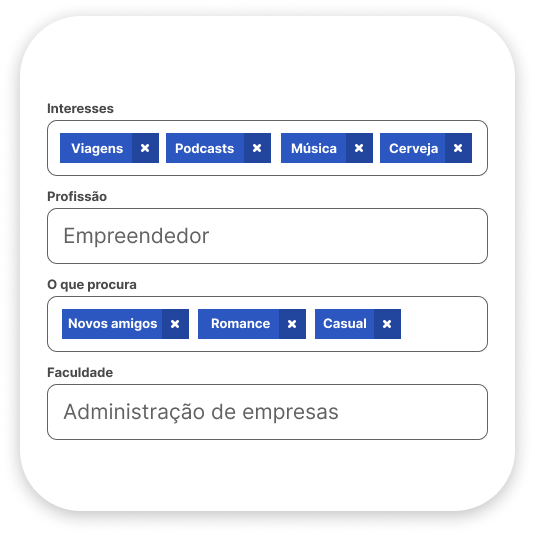 Interesses
Viagens × Podcasts × Música × Cerveja ×
Profissão
Empreendedor
O que procura
Novos amigos × Romance × Casual ×
Faculdade
Administração de empresas